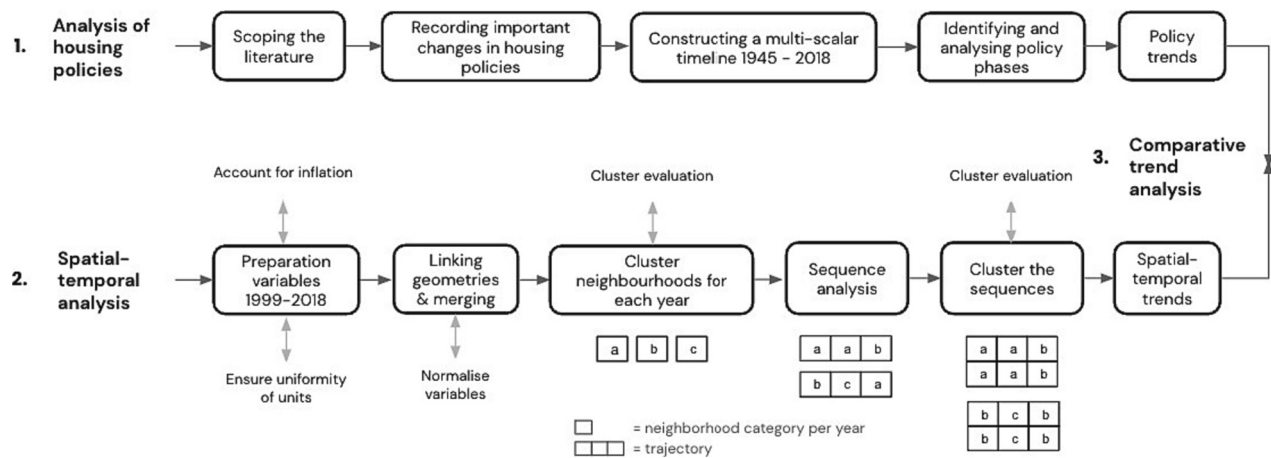 1. Analysis of
housing
policies
Scoping the
literature
Recording important
changes in housing
policies
Constructing a multi-scalar
timeline 1945 - 2018
Identifying and
analysing policy
phases
Policy
trends
3. Comparative
trend
analysis
Account for inflation
Cluster evaluation
Cluster evaluation
2. Spatial-
temporal
analysis
Preparation
variables
1999-2018
Linking
geometries
& merging
Cluster
neighbourhoods for
each year
Sequence
analysis
Cluster the
sequences
Spatial-
temporal
trends
Ensure uniformity
of units
Normalise
variables
a b c
a a b
b c a
a a b
a a b
b c b
b c b
= neighborhood category per year
= trajectory